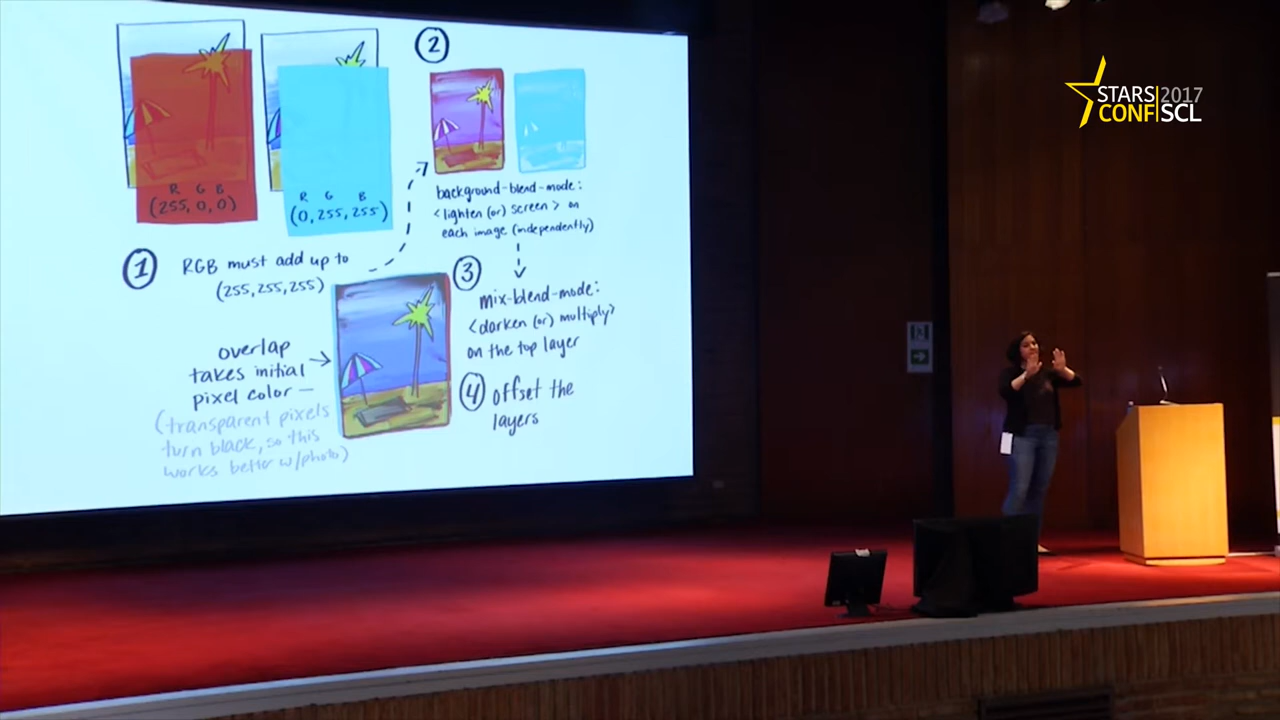 R G B
(255, 0, 0)
R G B
(0, 255, 255)
①
RGB must add up to
(255, 255, 255)
overlap
takes initial
pixel color —
(transparent pixels
turn black, so this
works better w/photo)
②
background-blend-mode:
<lighten (or) screen> on
each image (independently)
③
mix-blend-mode:
<darken (or) multiply>
on the top layer
④ offset the
layers
STARS 2017
CONF SCL